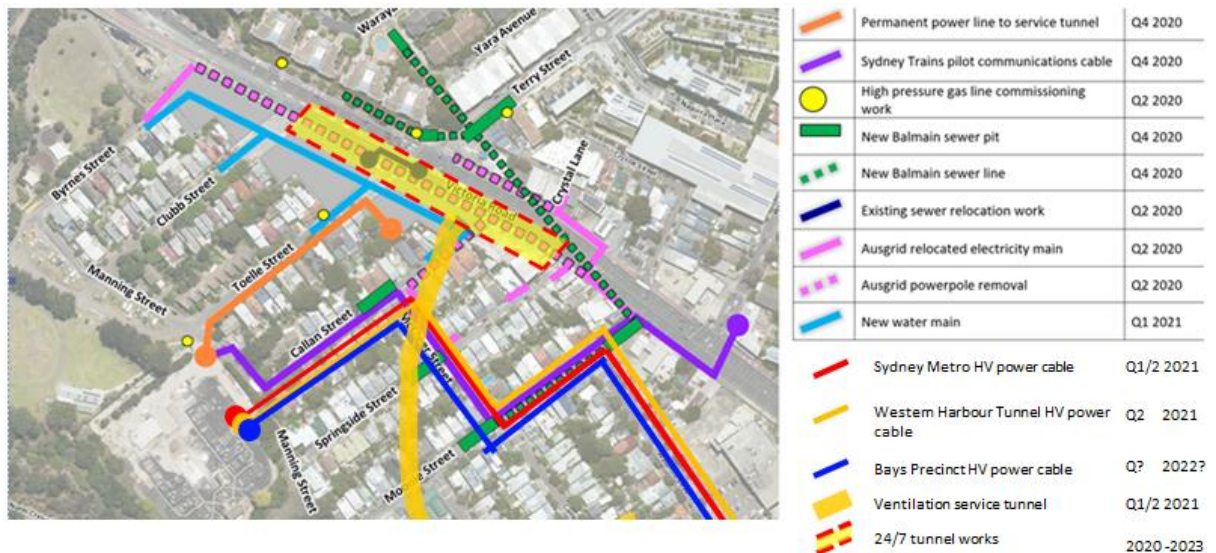 Waraya
Yara Avenue
Terry Street
Crystal Lane
Victoria Road
Byrnes Street
Clubb Street
Toelle Street
Manning Street
Callan Street
Springside Street
Manning Street
Street
Permanent power line to service tunnel Q4 2020
Sydney Trains pilot communications cable Q4 2020
High pressure gas line commissioning Q2 2020
work
New Balmain sewer pit Q4 2020
New Balmain sewer line Q4 2020
Existing sewer relocation work Q2 2020
Ausgrid relocated electricity main Q2 2020
Ausgrid powerpole removal Q2 2020
New water main Q1 2021
Sydney Metro HV power cable Q1/2 2021
Western Harbour Tunnel HV power Q2 2021
cable
Bays Precinct HV power cable Q? 2022?
Ventilation service tunnel Q1/2 2021
24/7 tunnel works 2020 -2023